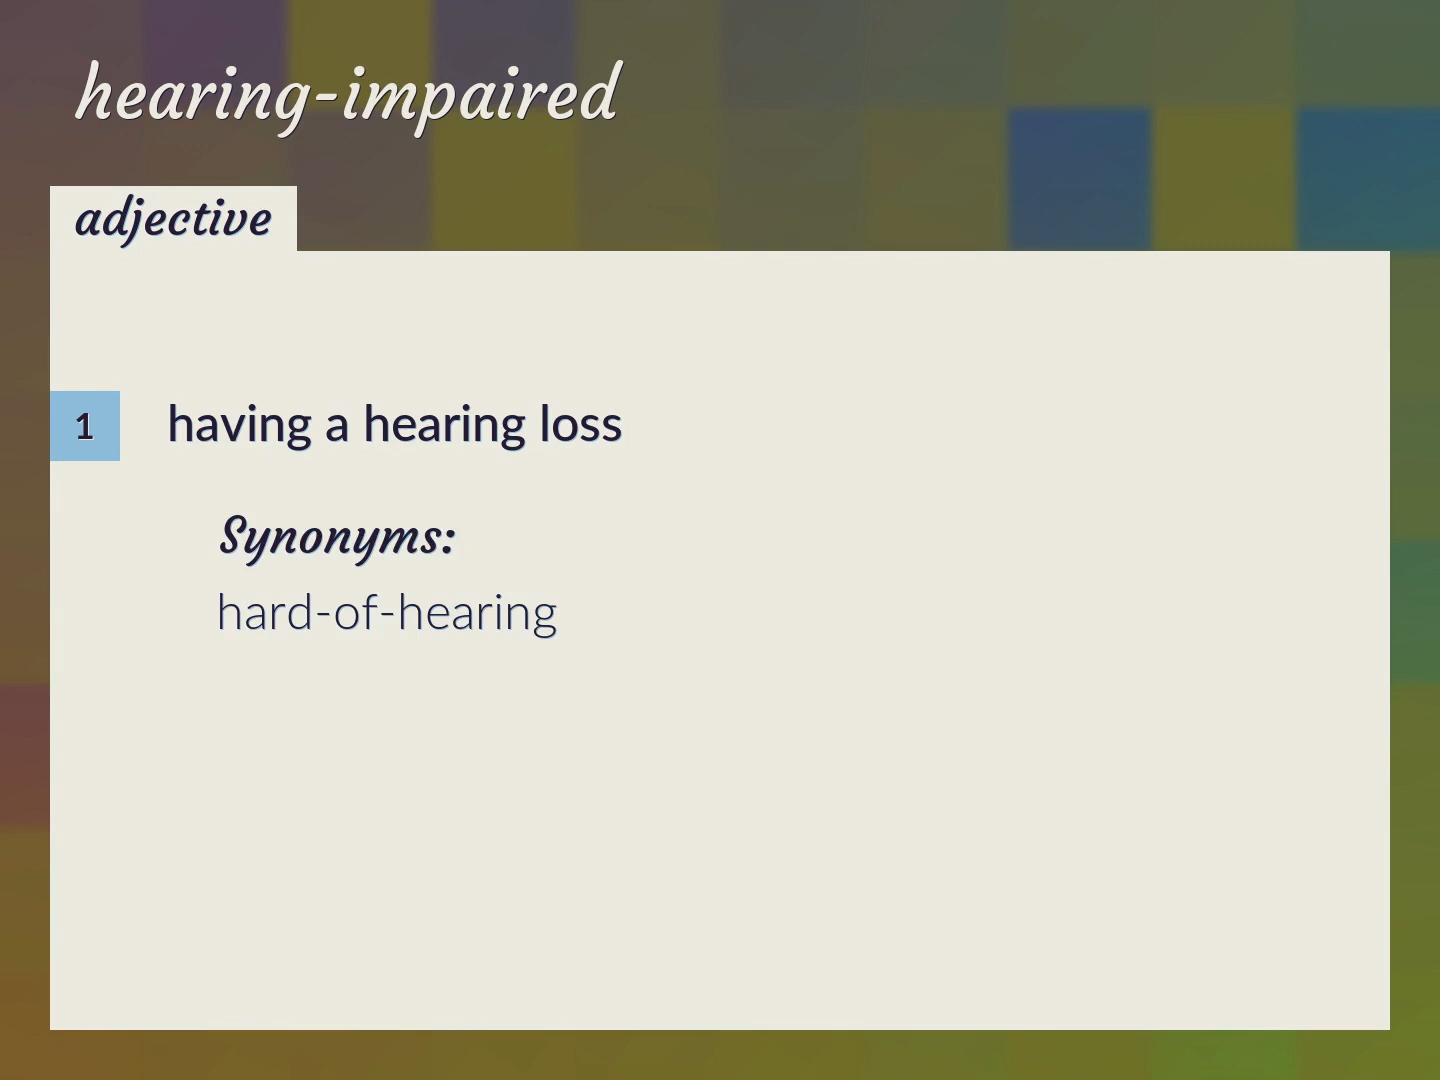 hearing-impaired
adjective
1 having a hearing loss
Synonyms:
hard-of-hearing